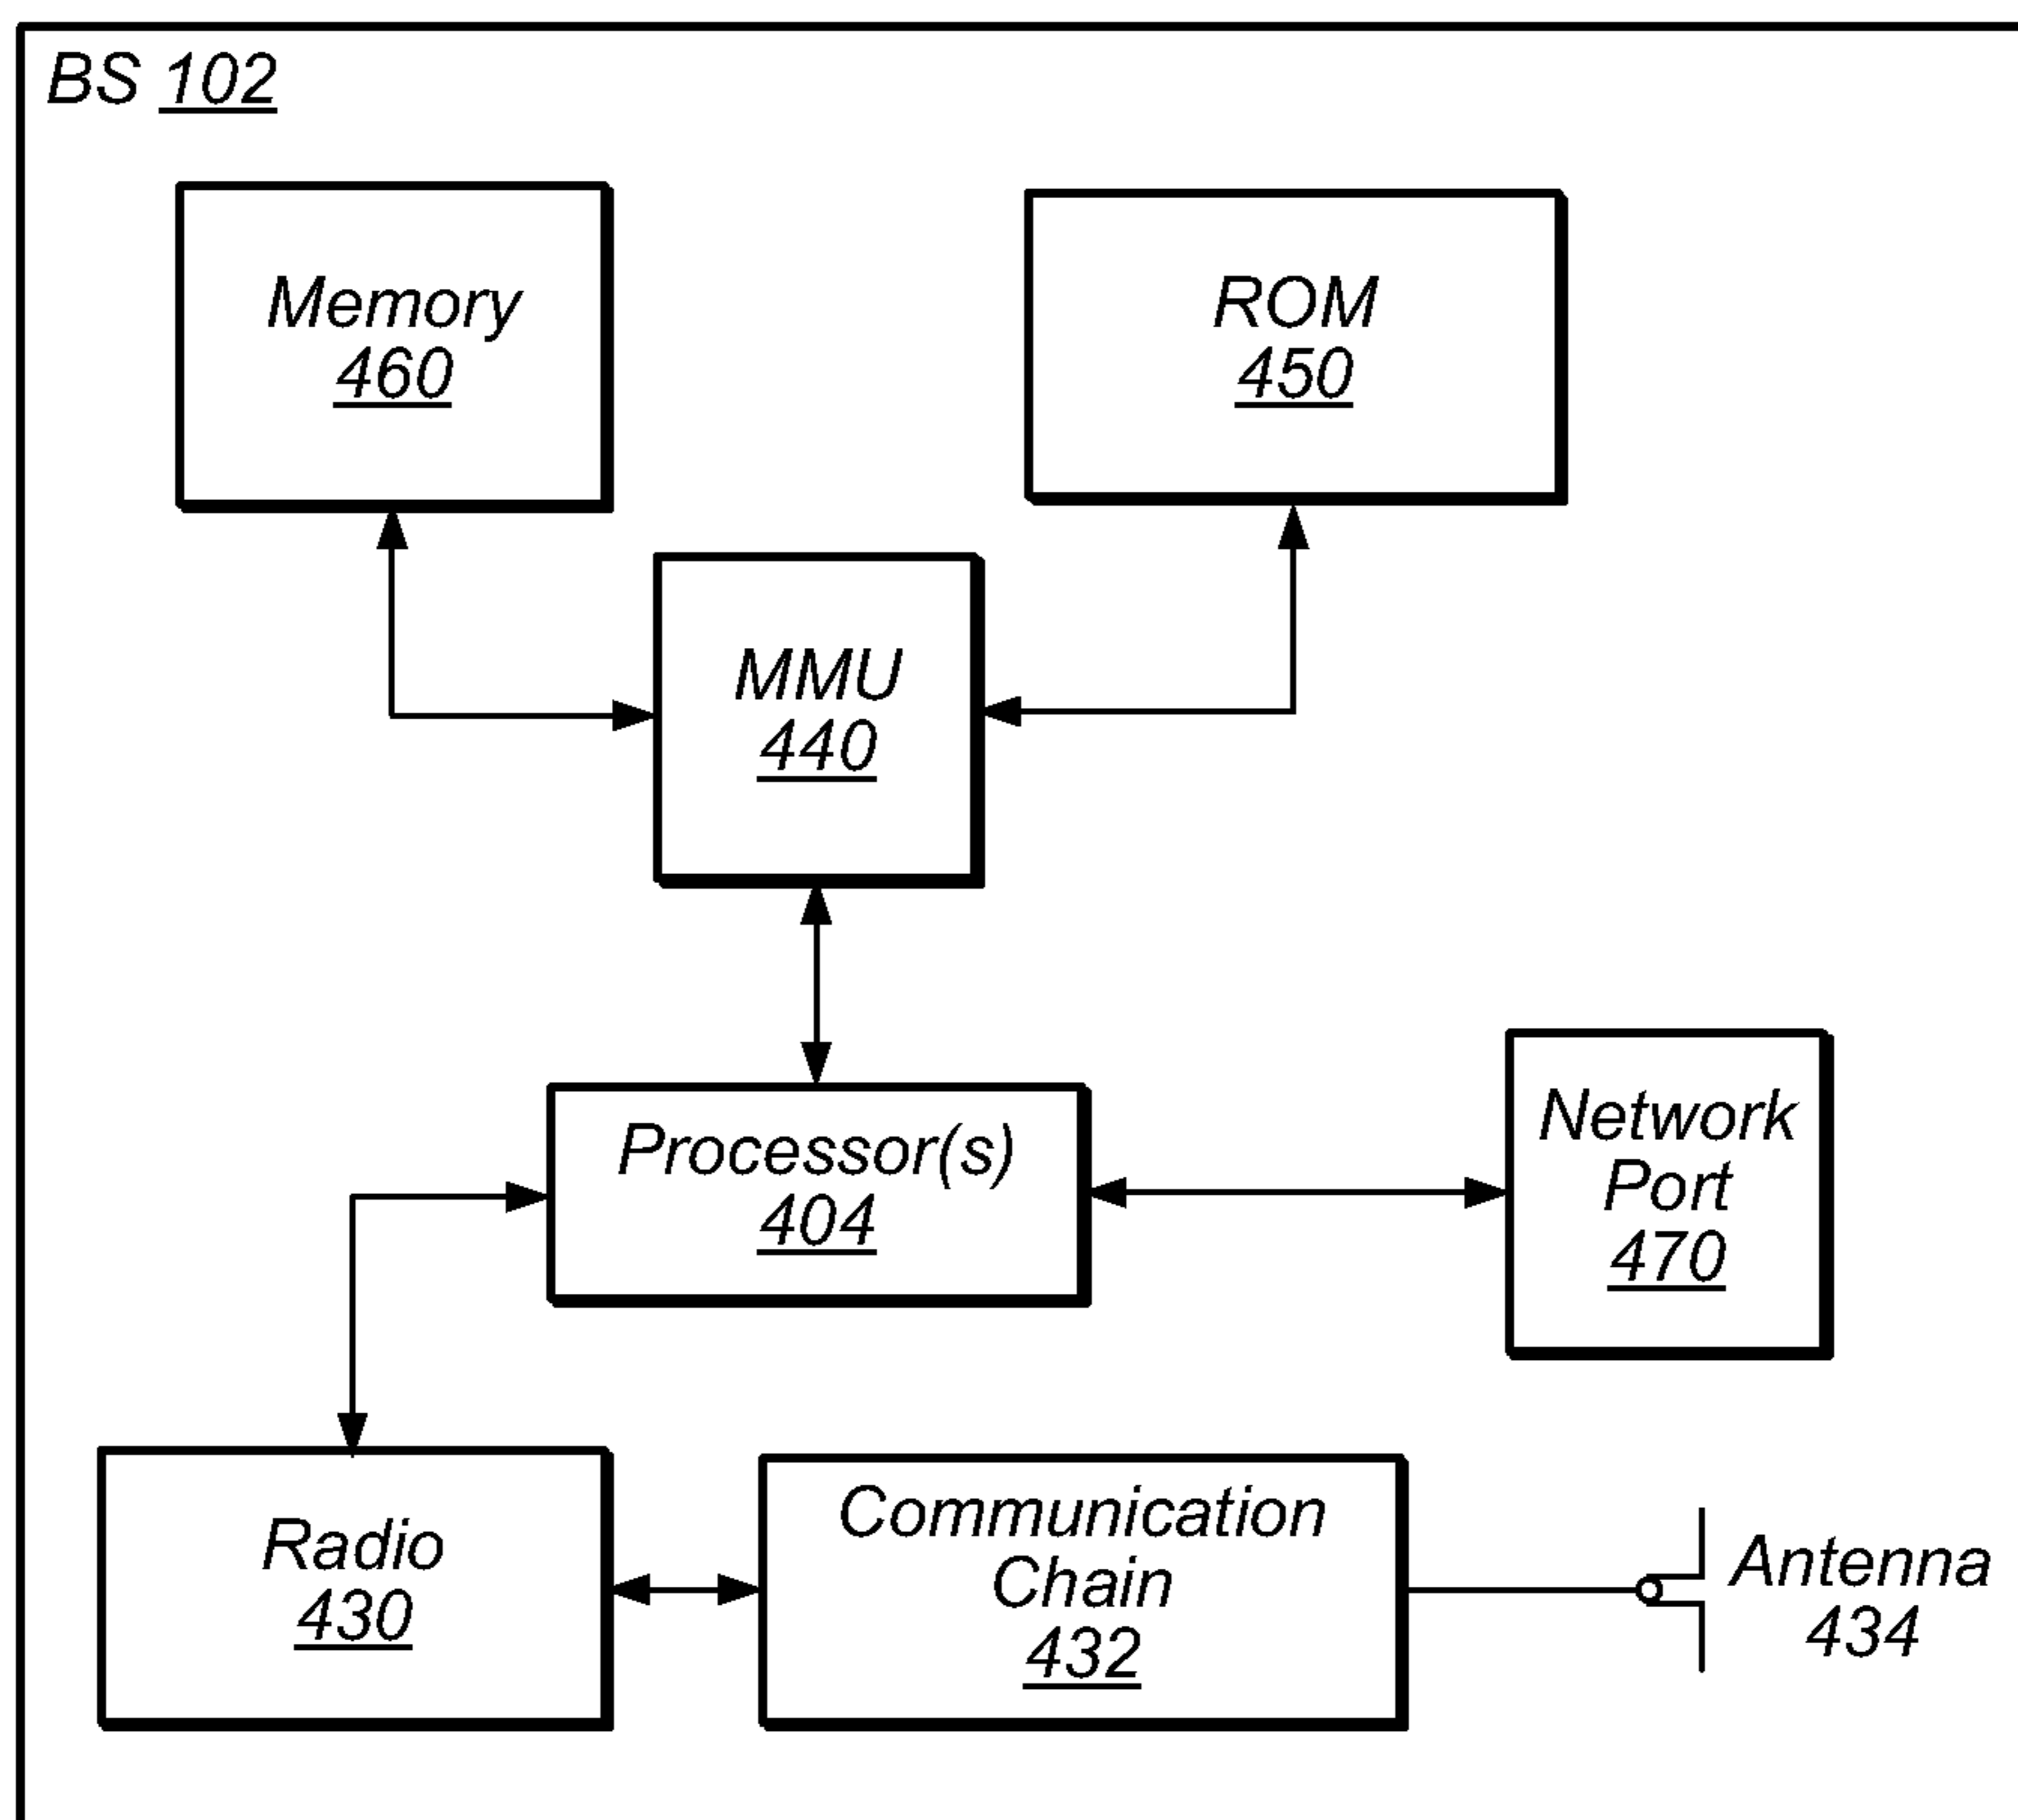 BS 102
Memory
460
ROM
450
MMU
440
Processor(s)
404
Network
Port
470
Radio
430
Communication
Chain
432
Antenna
434